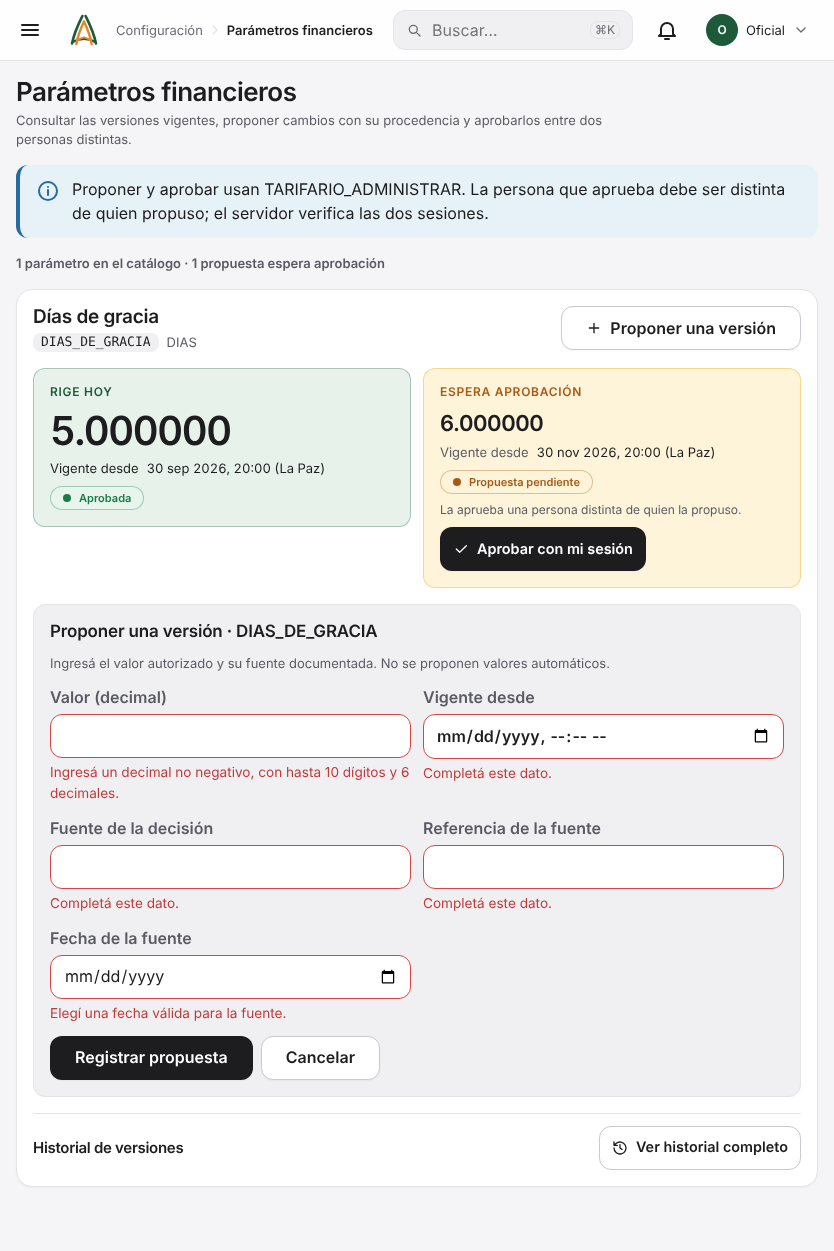 Configuración
Parámetros financieros
Buscar...
⌘K
O
Oficial
Parámetros financieros
Consultar las versiones vigentes, proponer cambios con su procedencia y aprobarlos entre dos
personas distintas.
Proponer y aprobar usan TARIFARIO_ADMINISTRAR. La persona que aprueba debe ser distinta
de quien propuso; el servidor verifica las dos sesiones.
1 parámetro en el catálogo · 1 propuesta espera aprobación
Días de gracia
DIAS_DE_GRACIA DIAS
Proponer una versión
RIGE HOY
5.000000
Vigente desde 30 sep 2026, 20:00 (La Paz)
Aprobada
ESPERA APROBACIÓN
6.000000
Vigente desde 30 nov 2026, 20:00 (La Paz)
Propuesta pendiente
La aprueba una persona distinta de quien la propuso.
Aprobar con mi sesión
Proponer una versión · DIAS_DE_GRACIA
Ingresá el valor autorizado y su fuente documentada. No se proponen valores automáticos.
Valor (decimal)
Ingresá un decimal no negativo, con hasta 10 dígitos y 6
decimales.
Vigente desde
mm/dd/yyyy, --:-- --
Completá este dato.
Fuente de la decisión
Completá este dato.
Referencia de la fuente
Completá este dato.
Fecha de la fuente
mm/dd/yyyy
Elegí una fecha válida para la fuente.
Registrar propuesta
Cancelar
Historial de versiones
Ver historial completo